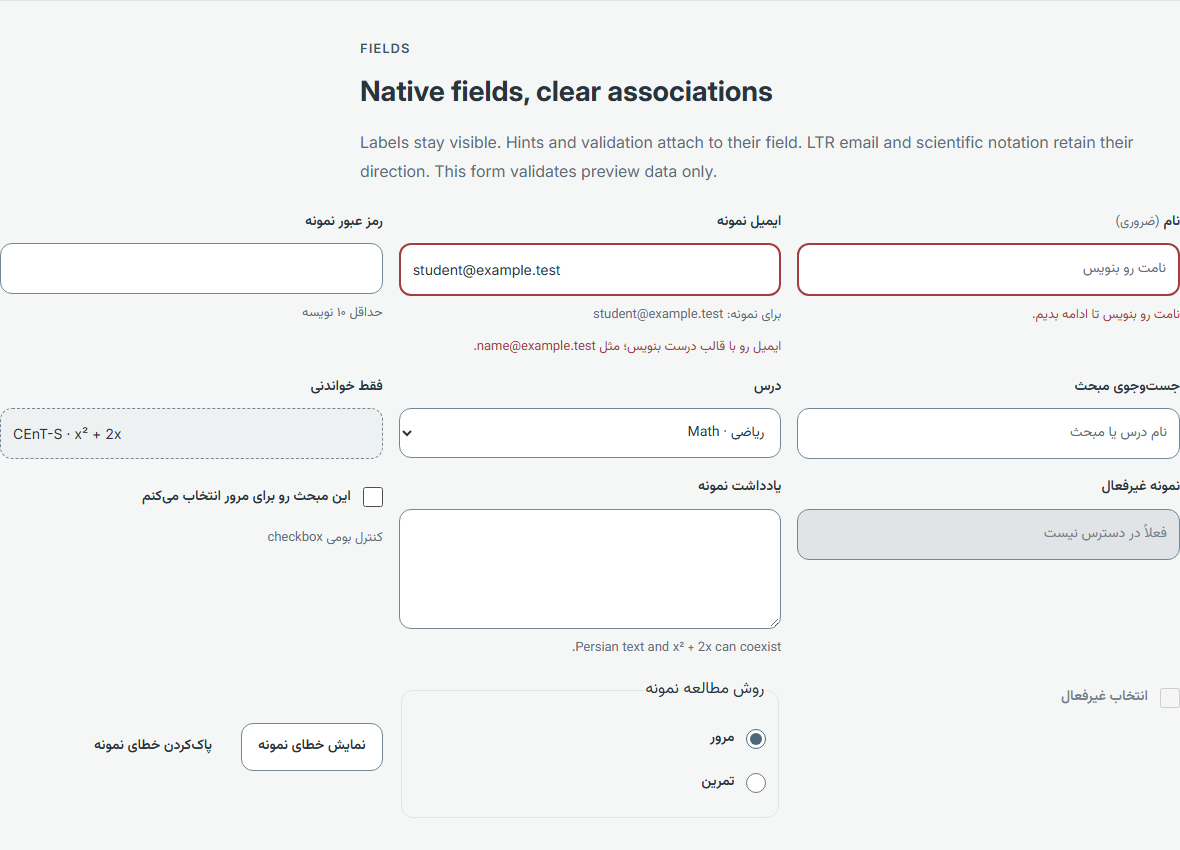 FIELDS
Native fields, clear associations
Labels stay visible. Hints and validation attach to their field. LTR email and scientific notation retain their
direction. This form validates preview data only.
نام (ضروری)
نامت رو بنویس
نامت رو بنویس تا ادامه بدیم.
ایمیل نمونه
student@example.test
برای نمونه: student@example.test
ایمیل رو با قالب درست بنویس؛ مثل name@example.test.
رمز عبور نمونه
حداقل ۱۰ نویسه
جست‌وجوی مبحث
نام درس یا مبحث
درس
ریاضی · Math
فقط خواندنی
CEnT-S · x² + 2x
نمونه غیرفعال
فعلاً در دسترس نیست
یادداشت نمونه
Persian text and x² + 2x can coexist.
این مبحث رو برای مرور انتخاب می‌کنم
کنترل بومی checkbox
انتخاب غیرفعال
روش مطالعه نمونه
مرور
تمرین
نمایش خطای نمونه
پاک‌کردن خطای نمونه